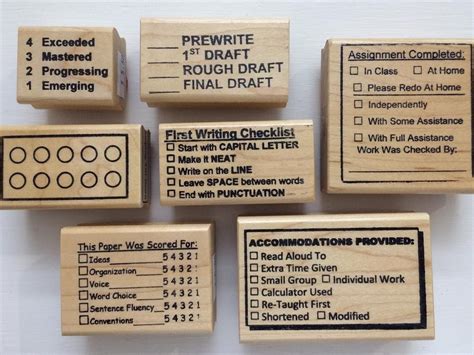 4 Exceeded
3 Mastered
2 Progressing
1 Emerging
PREWRITE
1ST DRAFT
ROUGH DRAFT
FINAL DRAFT
Assignment Completed:
In Class At Home
Please Redo At Home
Independently
With Some Assistance
With Full Assistance
Work Was Checked By:
First Writing Checklist
Start with CAPITAL LETTER
Make it NEAT
Write on the LINE
Leave SPACE between words
End with PUNCTUATION
This Paper Was Scored For:
Ideas 5 4 3 2 1
Organization 5 4 3 2 1
Voice 5 4 3 2 1
Word Choice 5 4 3 2 1
Sentence Fluency 5 4 3 2 1
Conventions 5 4 3 2 1
ACCOMMODATIONS PROVIDED:
Read Aloud To
Extra Time Given
Small Group Individual Work
Calculator Used
Re-Taught First
Shortened Modified